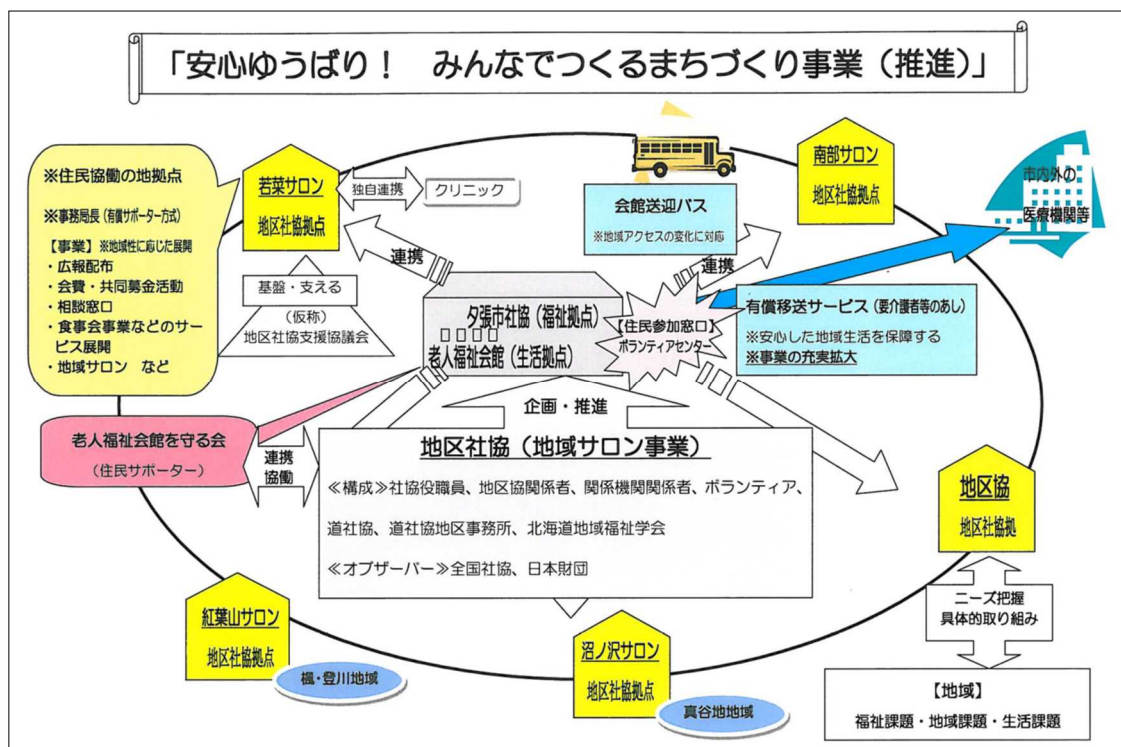 「安心ゆうばり！　みんなでつくるまちづくり事業（推進）」
※住民協働の地拠点
※事務局長（有償サポーター方式）
【事業】※地域性に応じた展開
・広報配布
・会費・共同募金活動
・相談窓口
・食事会事業などのサー
ビス展開
・地域サロン　など
若菜サロン
地区社協拠点
独自連携
クリニック
会館送迎バス
※地域アクセスの変化に対応
南部サロン
地区社協拠点
市内外の
医療機関等
連携
連携
基盤・支える
（仮称）
地区社協支援協議会
夕張市社協（福祉拠点）
老人福祉会館（生活拠点）
【住民参加窓口】
ボランティアセンター
有償移送サービス（要介護者等のあし）
※安心した地域生活を保障する
※事業の充実拡大
老人福祉会館を守る会
（住民サポーター）
連携
協働
企画・推進
地区社協（地域サロン事業）
≪構成≫社協役職員、地区協関係者、関係機関関係者、ボランティア、
道社協、道社協地区事務所、北海道地域福祉学会
≪オブザーバー≫全国社協、日本財団
地区協
地区社協拠
ニーズ把握
具体的取り組み
【地域】
福祉課題・地域課題・生活課題
紅葉山サロン
地区社協拠点
楓・登川地域
沼ノ沢サロン
地区社協拠点
真谷地地域